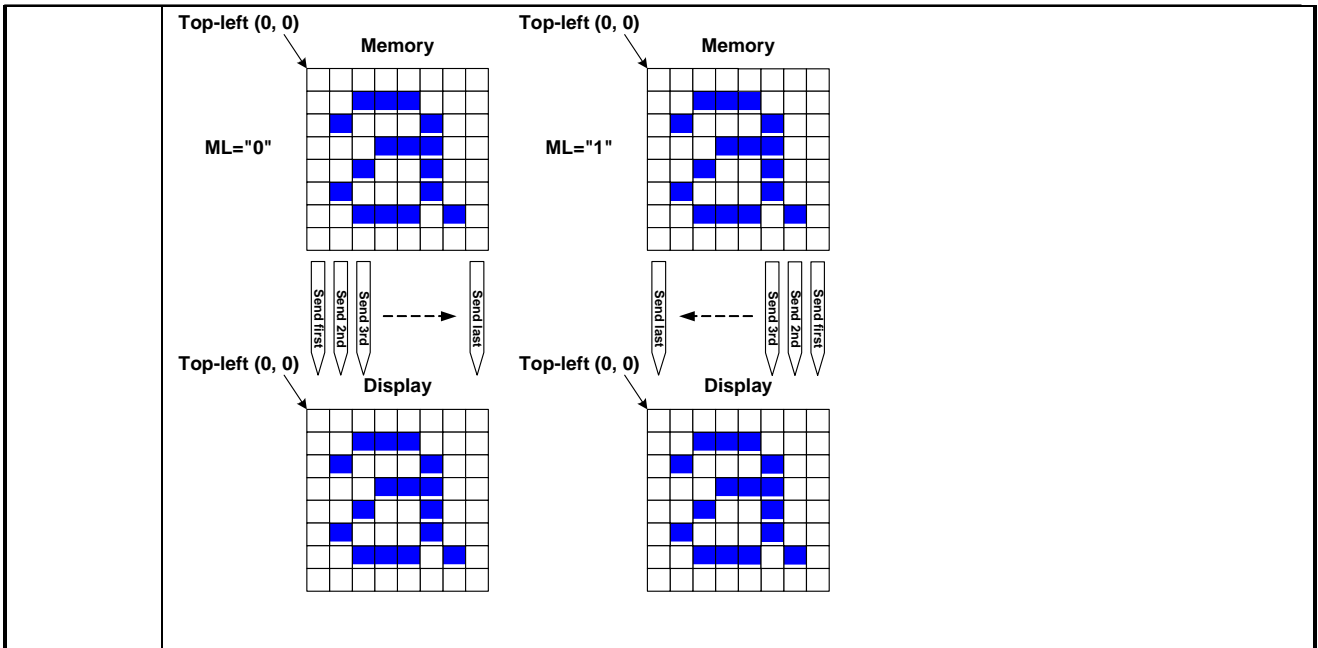 Top-left (0, 0)
Memory
ML="0"
Send first
Send 2nd
Send 3rd
Send last
Top-left (0, 0)
Display
Top-left (0, 0)
Memory
ML="1"
Send last
Send 3rd
Send 2nd
Send first
Top-left (0, 0)
Display